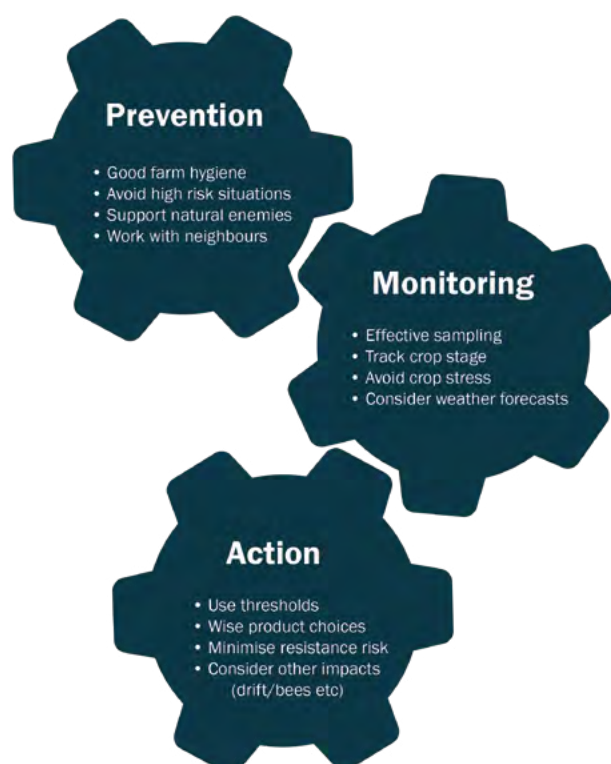 Prevention
• Good farm hygiene
• Avoid high risk situations
• Support natural enemies
• Work with neighbours
Monitoring
• Effective sampling
• Track crop stage
• Avoid crop stress
• Consider weather forecasts
Action
• Use thresholds
• Wise product choices
• Minimise resistance risk
• Consider other impacts
(drift/bees etc)